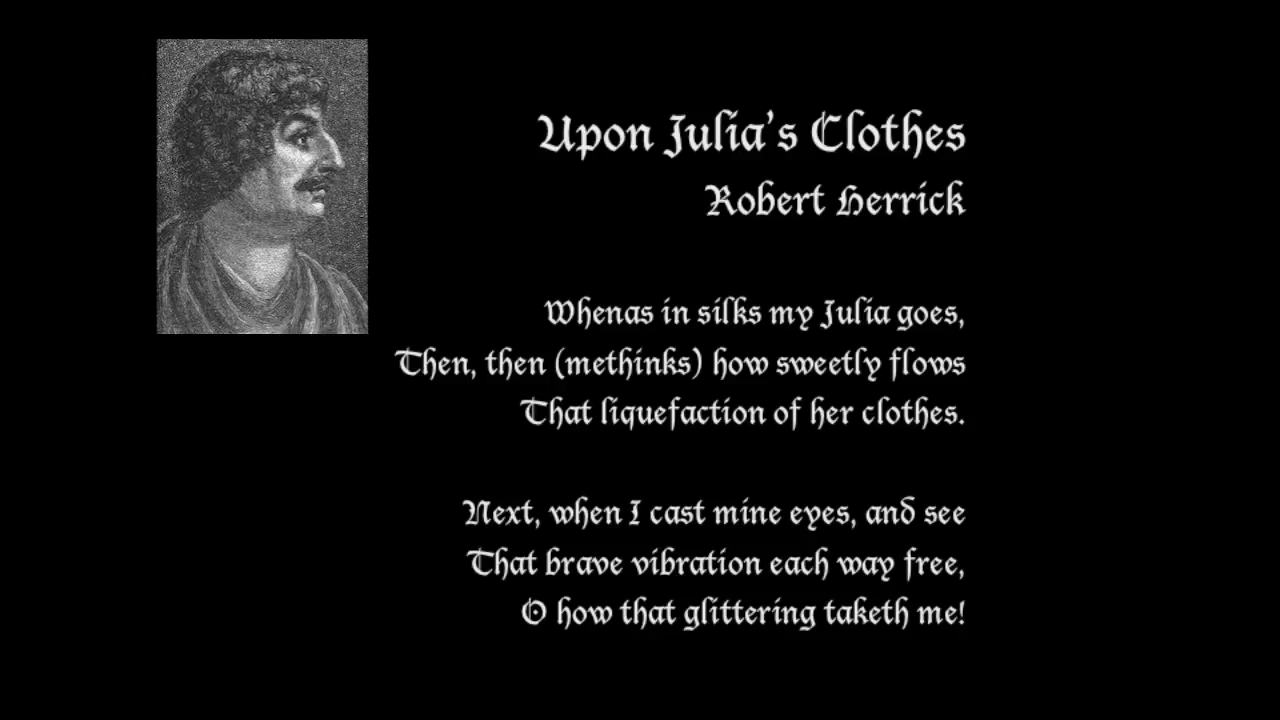 Upon Julia's Clothes
Robert Herrick
Whenas in silks my Julia goes,
Then, then (methinks) how sweetly flows
That liquefaction of her clothes.
Next, when I cast mine eyes, and see
That brave vibration each way free,
O how that glittering taketh me!